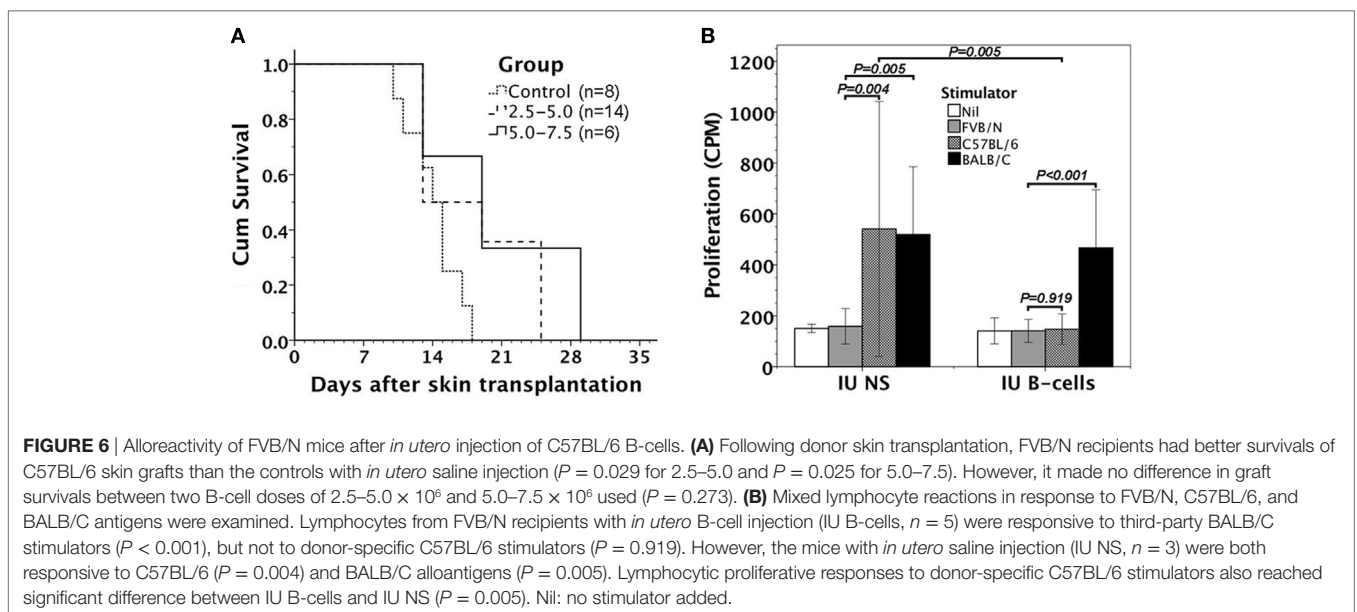 A
B
Group
Control (n=8)
2.5–5.0 (n=14)
5.0–7.5 (n=6)
1.0
0.8
0.6
0.4
0.2
0.0
Cum Survival
0 7 14 21 28 35
Days after skin transplantation
P=0.005
P=0.005
P=0.004
Stimulator
Nil
FVB/N
C57BL/6
BALB/C
P<0.001
P=0.919
1200
1000
800
600
400
200
0
Proliferation (CPM)
IU NS IU B-cells
FIGURE 6 | Alloreactivity of FVB/N mice after in utero injection of C57BL/6 B-cells. (A) Following donor skin transplantation, FVB/N recipients had better survivals of
C57BL/6 skin grafts than the controls with in utero saline injection (P = 0.029 for 2.5–5.0 and P = 0.025 for 5.0–7.5). However, it made no difference in graft
survivals between two B-cell doses of 2.5–5.0 × 10⁶ and 5.0–7.5 × 10⁶ used (P = 0.273). (B) Mixed lymphocyte reactions in response to FVB/N, C57BL/6, and
BALB/C antigens were examined. Lymphocytes from FVB/N recipients with in utero B-cell injection (IU B-cells, n = 5) were responsive to third-party BALB/C
stimulators (P < 0.001), but not to donor-specific C57BL/6 stimulators (P = 0.919). However, the mice with in utero saline injection (IU NS, n = 3) were both
responsive to C57BL/6 (P = 0.004) and BALB/C alloantigens (P = 0.005). Lymphocytic proliferative responses to donor-specific C57BL/6 stimulators also reached
significant difference between IU B-cells and IU NS (P = 0.005). Nil: no stimulator added.